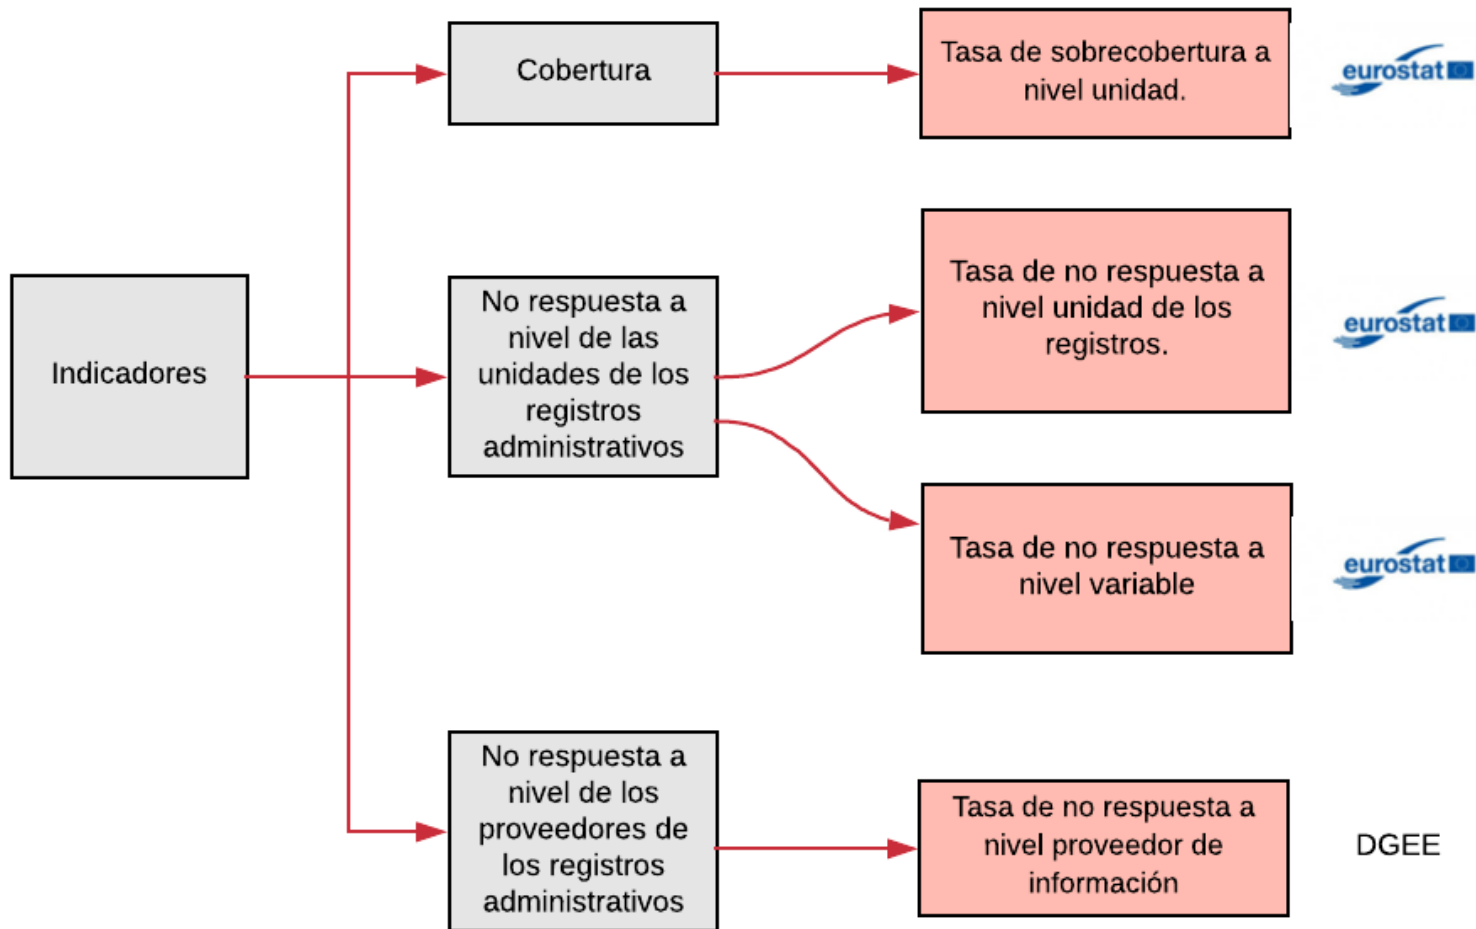 Cobertura
Tasa de sobrecobertura a
nivel unidad.
eurostat
Indicadores
No respuesta a
nivel de las
unidades de los
registros
administrativos
Tasa de no respuesta a
nivel unidad de los
registros.
eurostat
Tasa de no respuesta a
nivel variable
eurostat
No respuesta a
nivel de los
proveedores de
los registros
administrativos
Tasa de no respuesta a
nivel proveedor de
información
DGEE